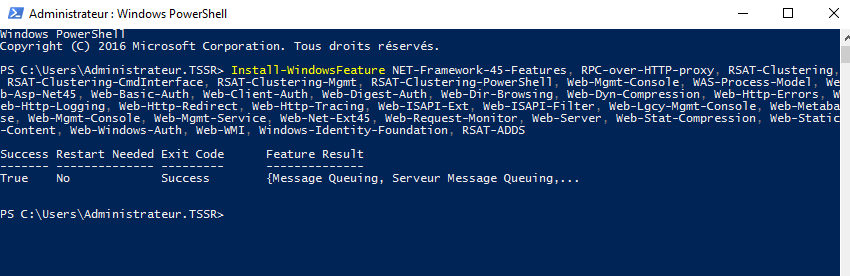 Administrateur : Windows PowerShell
Windows PowerShell
Copyright (C) 2016 Microsoft Corporation. Tous droits réservés.
PS C:\Users\Administrateur.TSSR> Install-WindowsFeature NET-Framework-45-Features, RPC-over-HTTP-proxy, RSAT-Clustering,
RSAT-Clustering-CmdInterface, RSAT-Clustering-Mgmt, RSAT-Clustering-PowerShell, Web-Mgmt-Console, WAS-Process-Model, We
b-Asp-Net45, Web-Basic-Auth, Web-Client-Auth, Web-Digest-Auth, Web-Dir-Browsing, Web-Dyn-Compression, Web-Http-Errors, W
eb-Http-Logging, Web-Http-Redirect, Web-Http-Tracing, Web-ISAPI-Ext, Web-ISAPI-Filter, Web-Lgcy-Mgmt-Console, Web-Metaba
se, Web-Mgmt-Console, Web-Mgmt-Service, Web-Net-Ext45, Web-Request-Monitor, Web-Server, Web-Stat-Compression, Web-Static
-Content, Web-Windows-Auth, Web-WMI, Windows-Identity-Foundation, RSAT-ADDS
Success Restart Needed Exit Code      Feature Result
------- -------------- ---------      --------------
True    No             Success        {Message Queuing, Serveur Message Queuing,...
PS C:\Users\Administrateur.TSSR>